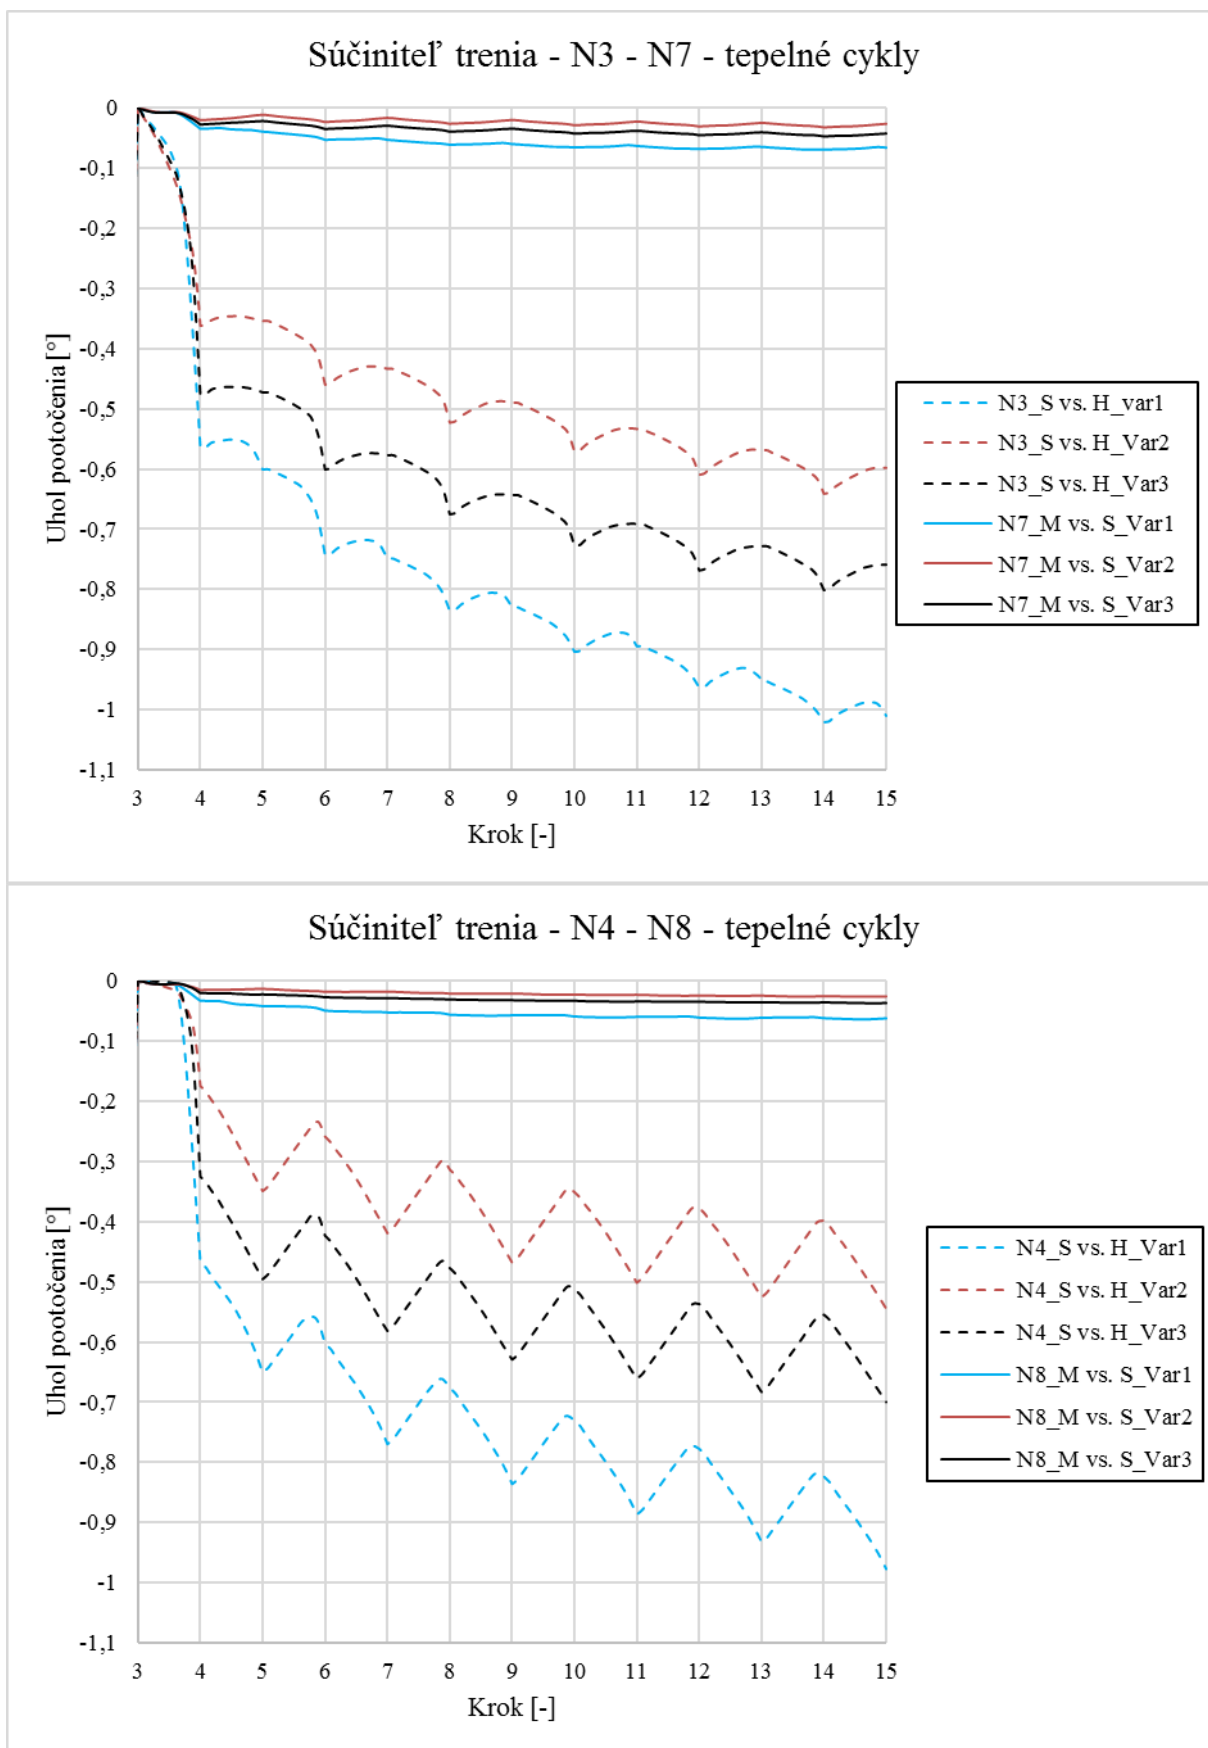 Súčiniteľ trenia - N3 - N7 - tepelné cykly
0
-0,1
-0,2
-0,3
-0,4
-0,5
-0,6
-0,7
-0,8
-0,9
-1
-1,1
Uhol pootočenia [°]
3 4 5 6 7 8 9 10 11 12 13 14 15
Krok [-]
N3_S vs. H_var1
N3_S vs. H_Var2
N3_S vs. H_Var3
N7_M vs. S_Var1
N7_M vs. S_Var2
N7_M vs. S_Var3
Súčiniteľ trenia - N4 - N8 - tepelné cykly
0
-0,1
-0,2
-0,3
-0,4
-0,5
-0,6
-0,7
-0,8
-0,9
-1
-1,1
Uhol pootočenia [°]
3 4 5 6 7 8 9 10 11 12 13 14 15
Krok [-]
N4_S vs. H_Var1
N4_S vs. H_Var2
N4_S vs. H_Var3
N8_M vs. S_Var1
N8_M vs. S_Var2
N8_M vs. S_Var3